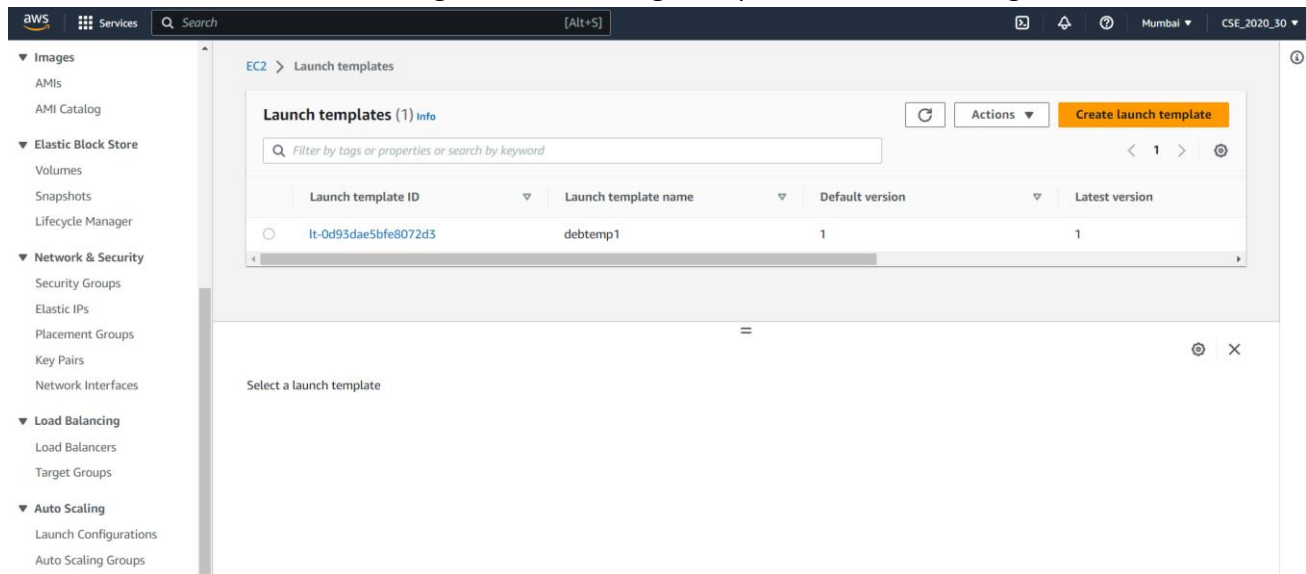 aws Services Search [Alt+S] Mumbai ▼ CSE_2020_30 ▼
▼ Images
AMIs
AMI Catalog
▼ Elastic Block Store
Volumes
Snapshots
Lifecycle Manager
▼ Network & Security
Security Groups
Elastic IPs
Placement Groups
Key Pairs
Network Interfaces
▼ Load Balancing
Load Balancers
Target Groups
▼ Auto Scaling
Launch Configurations
Auto Scaling Groups
EC2 > Launch templates
Launch templates (1) Info
Actions ▼ Create launch template
Filter by tags or properties or search by keyword
< 1 >
Launch template ID Launch template name Default version Latest version
lt-0d93dae5bfe8072d3 debtemp1 1 1
Select a launch template